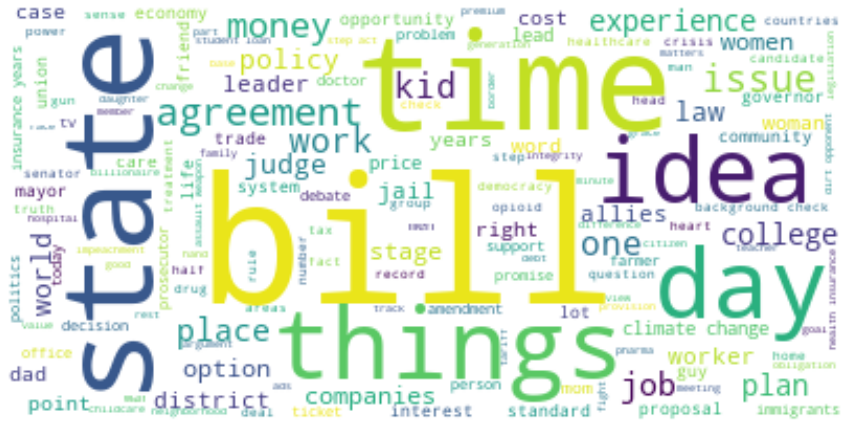 case
sense
economy
opportunity
cost
experience
premium
countries
power
student loan
part
step act
money
friend
problem
lead
generation
healthcare
crisis
women
matters
candidate
legislation
policy
doctor
time
man
issue
union
gun
daughter
change
base
leader
kid
border
head
governor
insurance years
member
tv
agreement
check
law
woman
state
trade
work
years
word
grace
community
senator
billionaire
care
treatment
family
judge
price
step
integrity
idea
mayor
life
system
debate
jail
democracy
minute
truth
assault weapon
group
opioid
allies
background check
hospital
bill
right
difference
heart
college
world
today
prosecutor
tax
stage
support
one
citizen
teacher
impeachment
good
hand
fact
debt
farmer
politics
half
rule
number
record
promise
question
day
drug
view
health insurance
value
decision
areas
track
amendment
lot
provision
rest
place
things
climate change
goal
office
argument
tariff
pharma
worker
home
obligation
dad
option
person
guy
ads
companies
mom
fight
job
meeting
plan
point
childcare
district
neighborhood
deal
ticket
interest
standard
proposal
immigrants